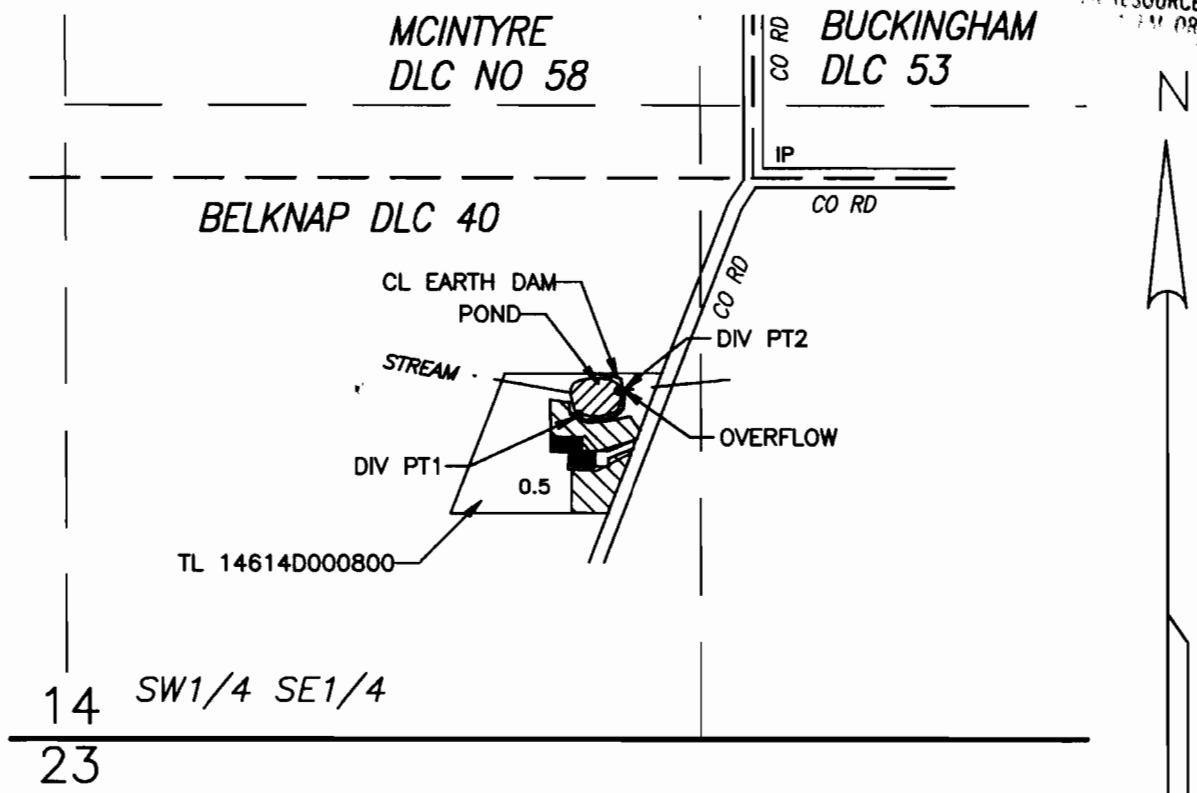 MCINTYRE
DLC NO 58
CO RD
BUCKINGHAM
DLC 53
N
IP
CO RD
BELKNAP DLC 40
CO RD
CL EARTH DAM
POND
DIV PT2
STREAM
OVERFLOW
DIV PT1
0.5
TL 14614D000800
14 SW1/4 SE1/4
23